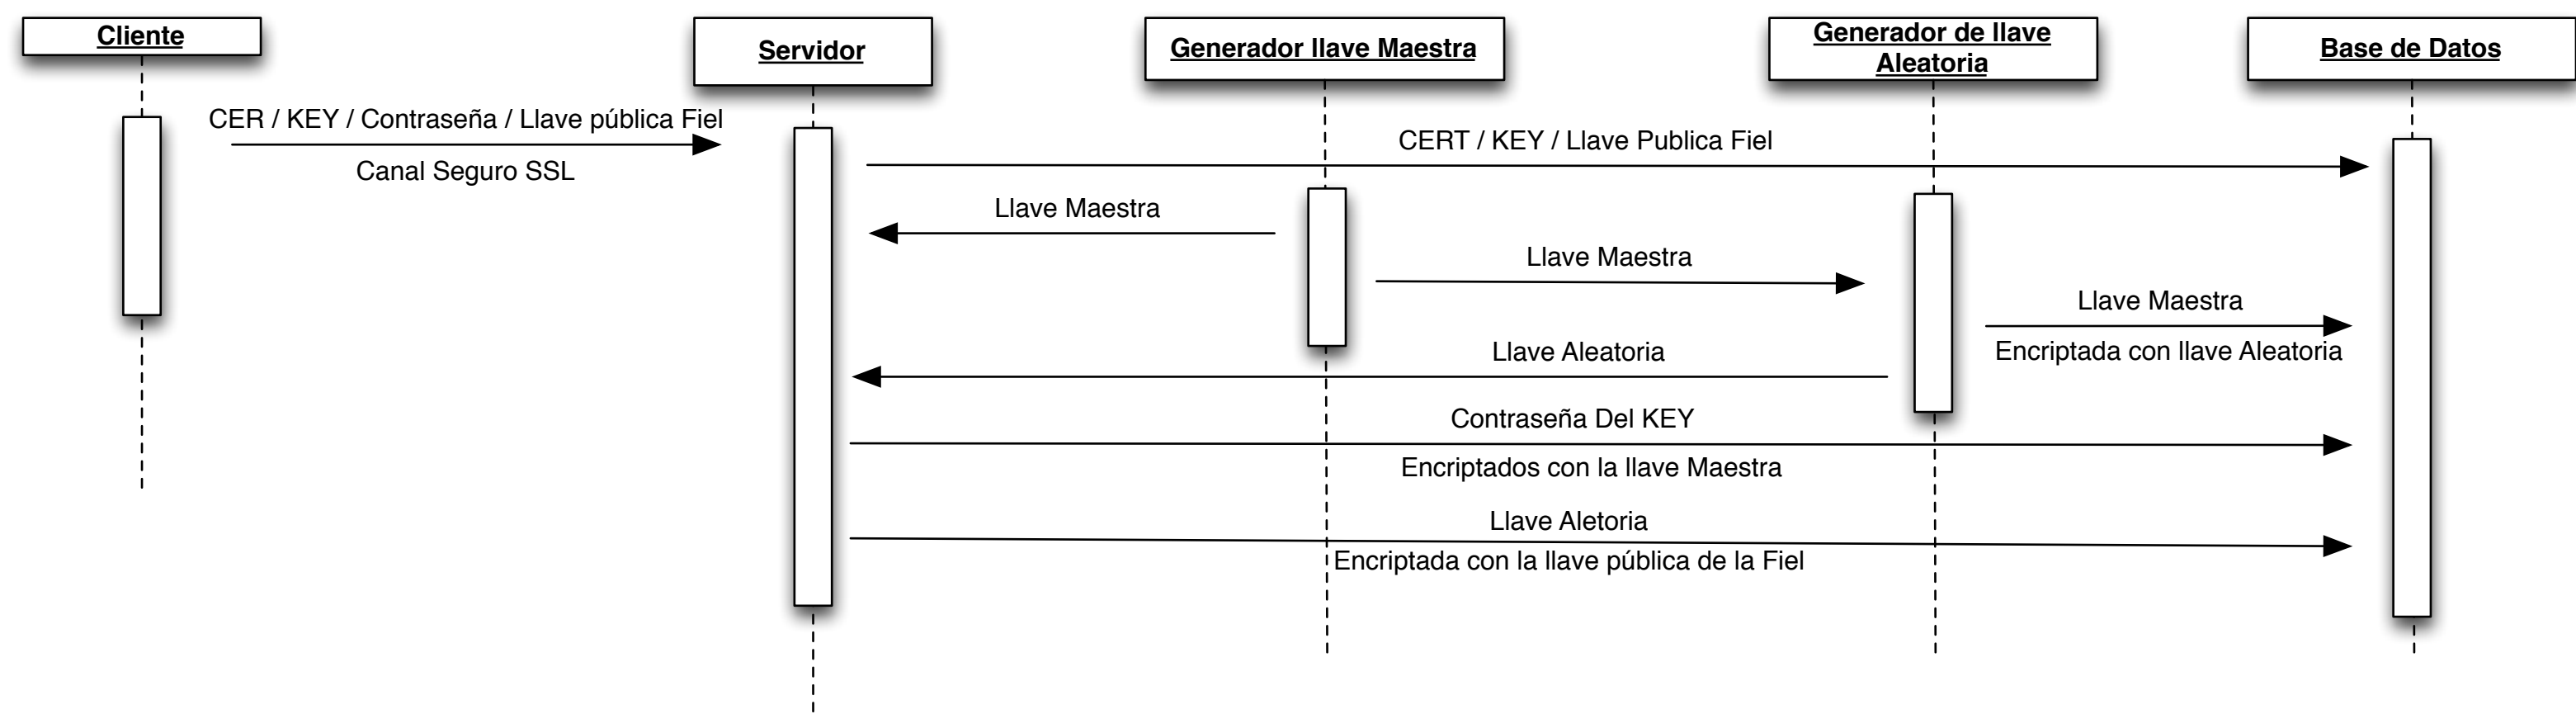 Cliente
Servidor
Generador llave Maestra
Generador de llave
Aleatoria
Base de Datos
CER / KEY / Contraseña / Llave pública Fiel
Canal Seguro SSL
CERT / KEY / Llave Publica Fiel
Llave Maestra
Llave Maestra
Llave Maestra
Encriptada con llave Aleatoria
Llave Aleatoria
Contraseña Del KEY
Encriptados con la llave Maestra
Llave Aletoria
Encriptada con la llave pública de la Fiel